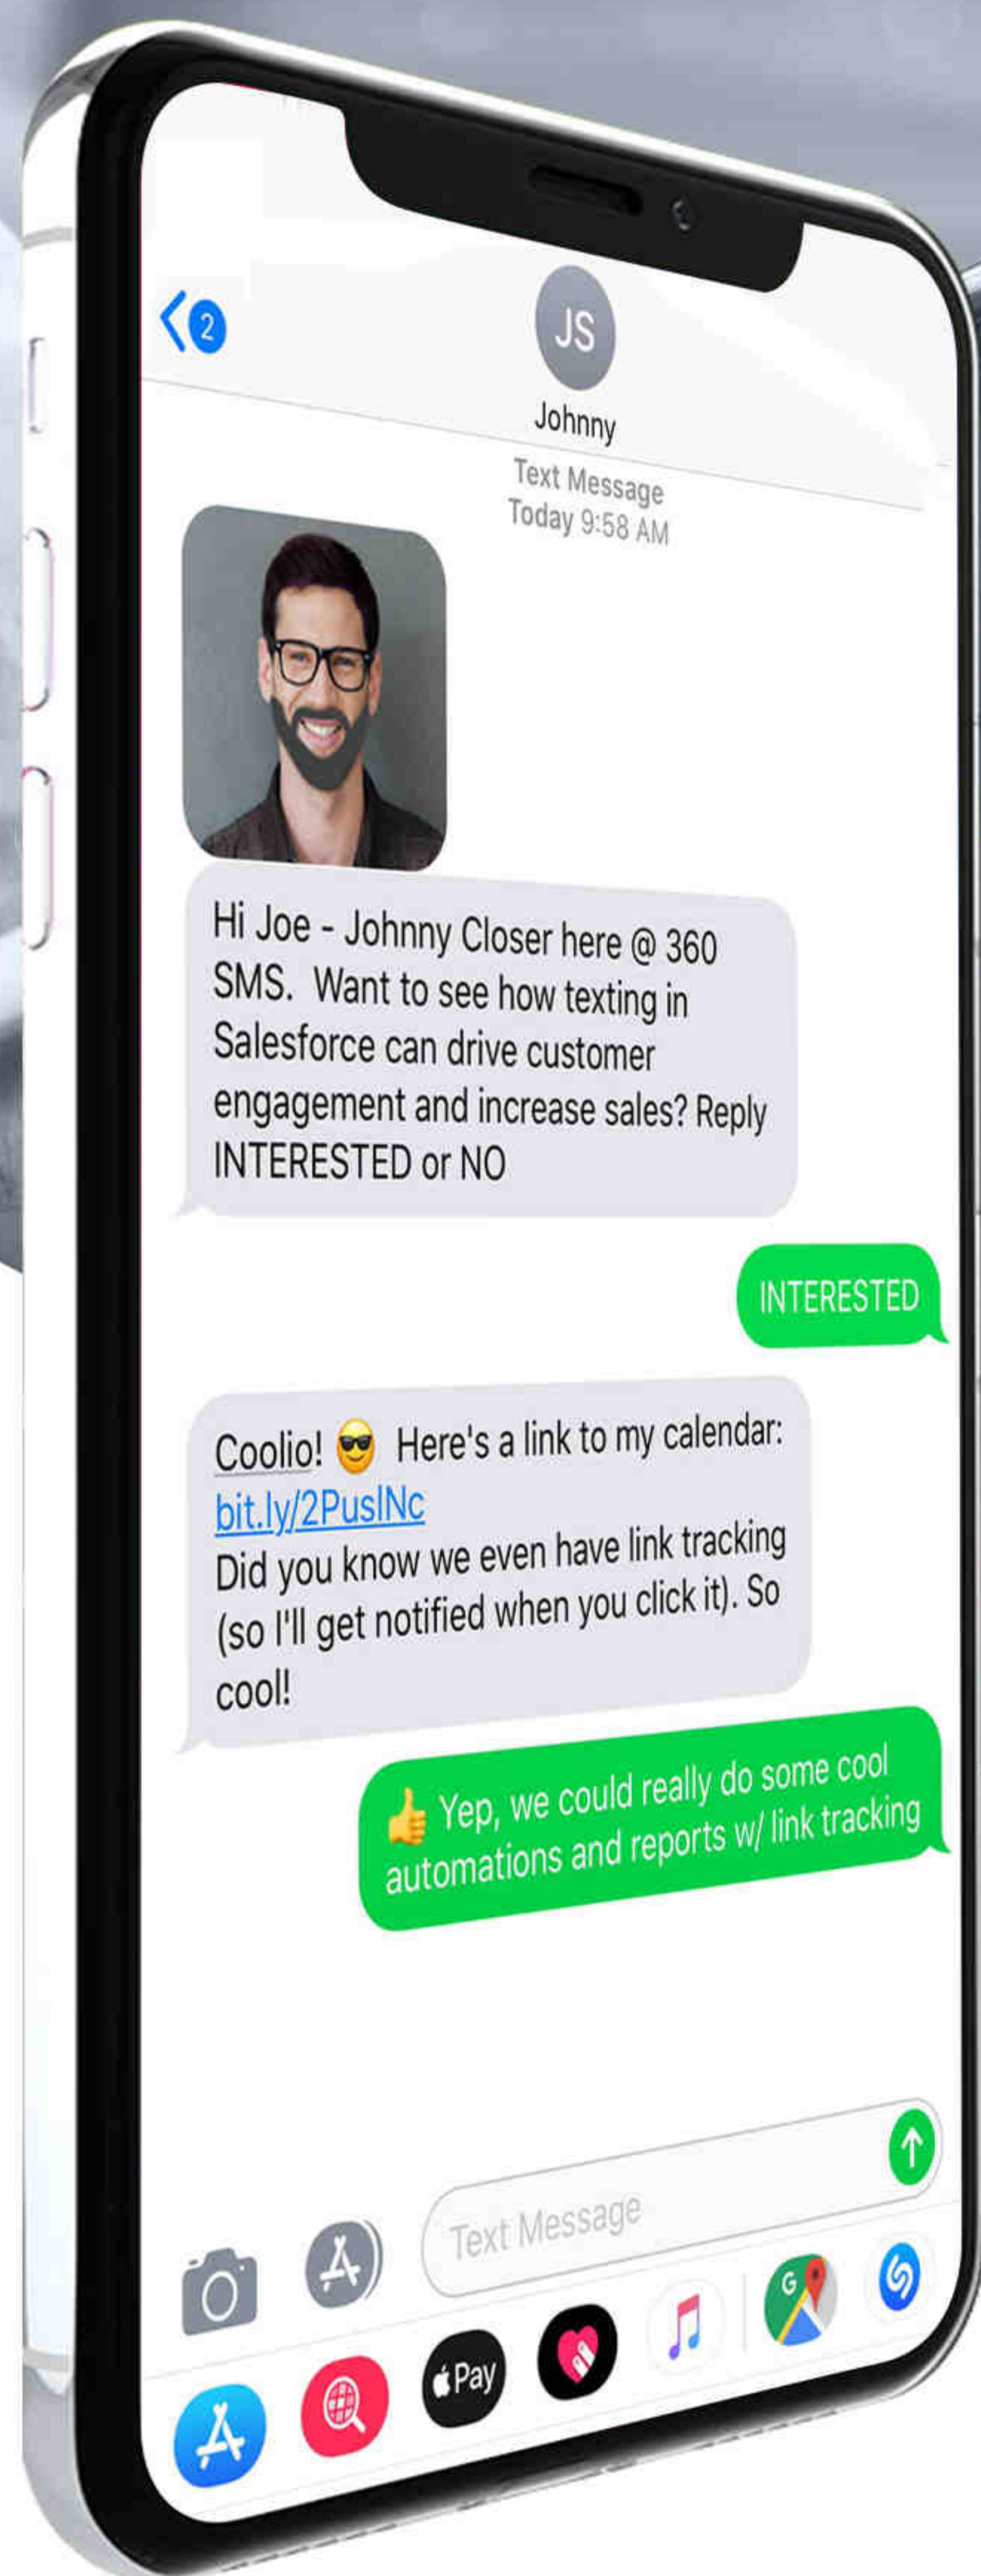 2
JS
Johnny
Text Message
Today 9:58 AM
Hi Joe - Johnny Closer here @ 360
SMS. Want to see how texting in
Salesforce can drive customer
engagement and increase sales? Reply
INTERESTED or NO
INTERESTED
Coolio! 😎 Here's a link to my calendar:
bit.ly/2PusINc
Did you know we even have link tracking
(so I'll get notified when you click it). So
cool!
👍 Yep, we could really do some cool
automations and reports w/ link tracking
Text Message
Pay
G